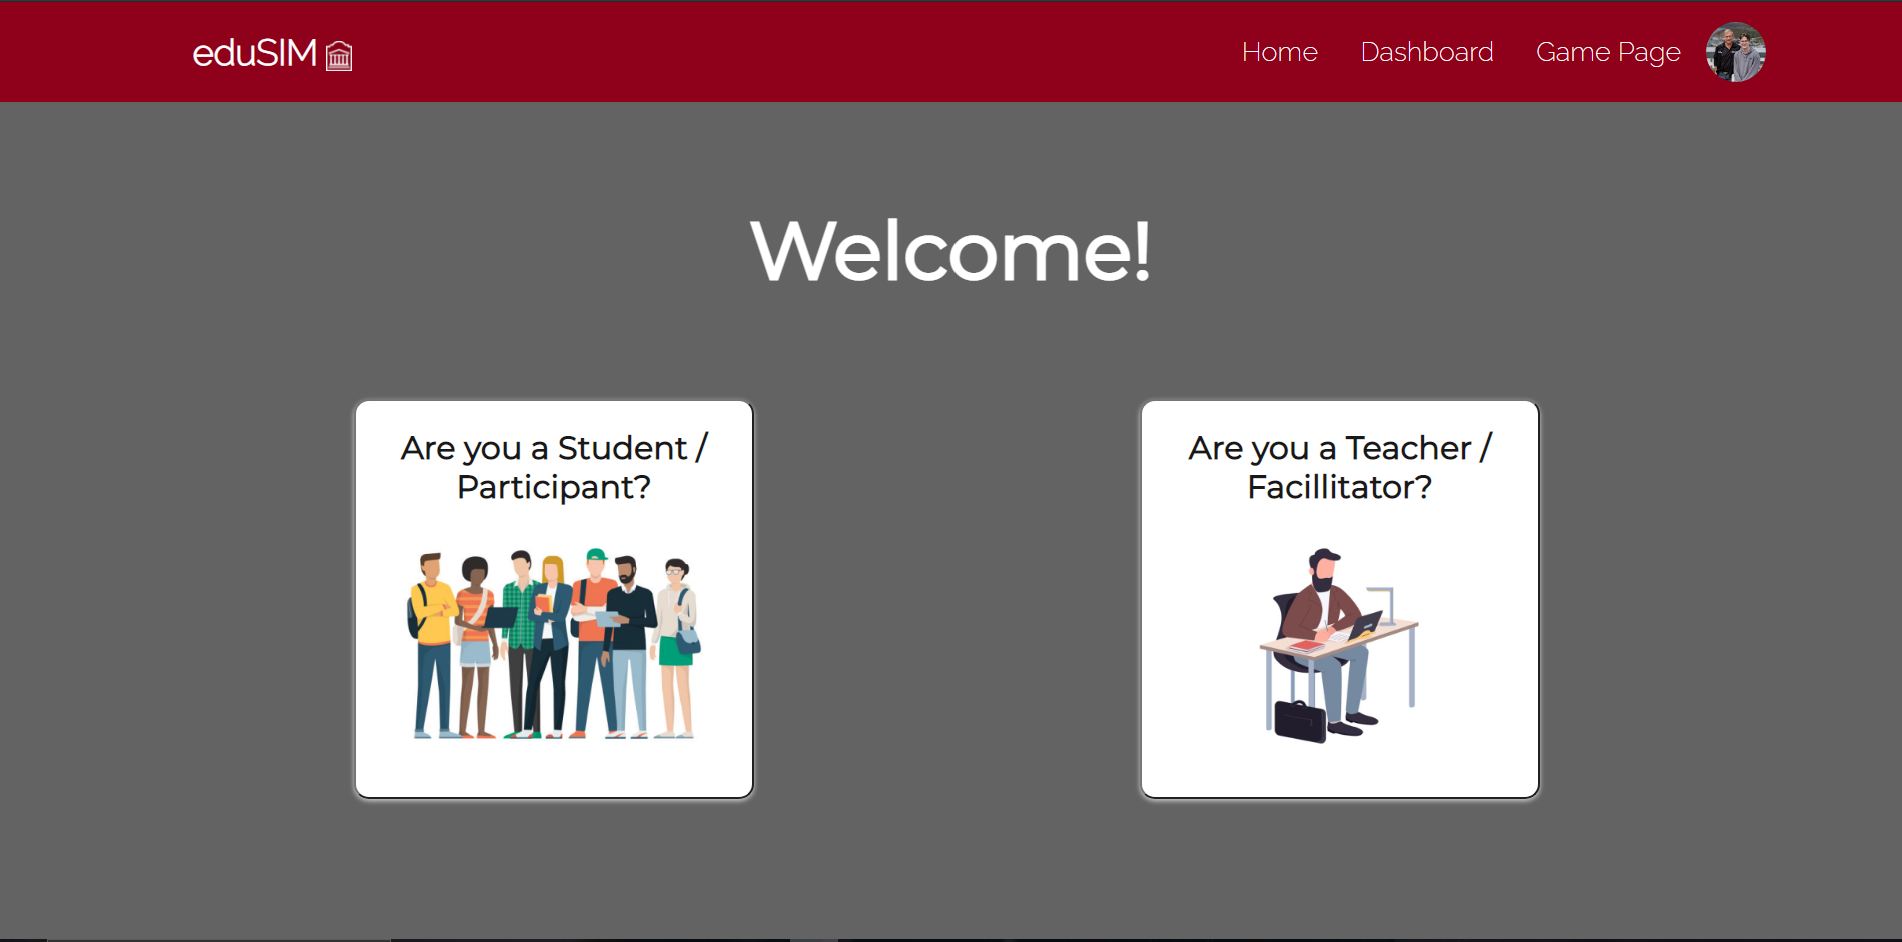 eduSIM
Home Dashboard Game Page
Welcome!
Are you a Student /
Participant?
Are you a Teacher /
Facillitator?